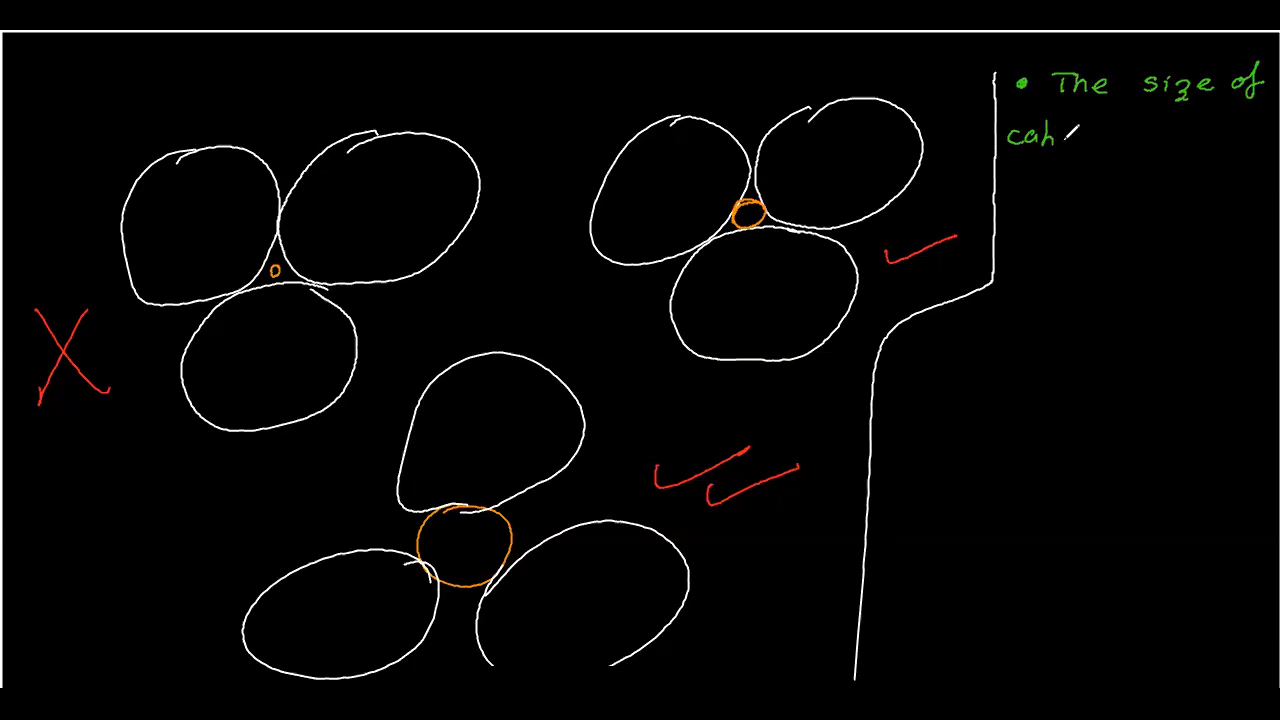 • The size of
cah